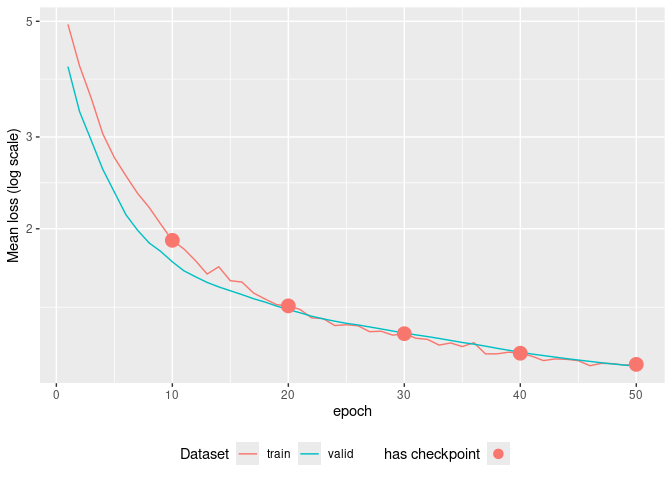 Mean loss (log scale)
5
3
2
0 10 20 30 40 50
epoch
Dataset train valid has checkpoint